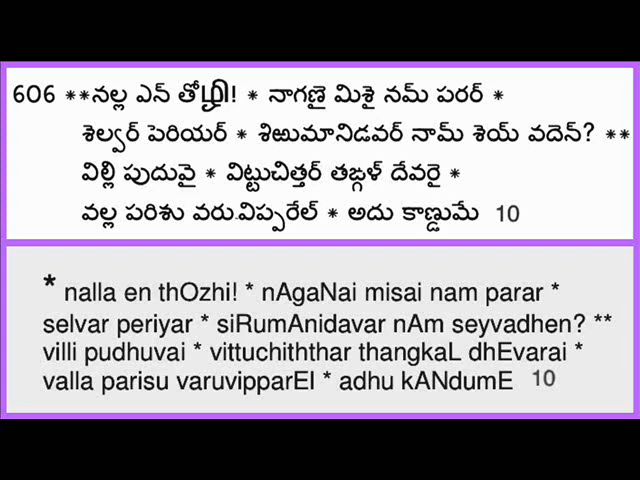 606 **నల్ల ఎన్ తోழி! * నాగణై మిశై నమ్ పరర్ *
శెల్వర్ పెరియర్ * శిఱుమానిడవర్ నామ్ శెయ్ వదెన్? **
విల్లి పుదువై * విట్టుచిత్తర్ తఙ్గళ్ దేవరై *
వల్ల పరిశు వరువిప్పరేల్ * అదు కాణ్డుమే 10
* nalla en thOzhi! * nAgaNai misai nam parar *
selvar periyar * siRumAnidavar nAm seyvadhen? **
villi pudhuvai * vittuchiththar thangkaL dhEvarai *
valla parisu varuvipparEl * adhu kANdumE 10